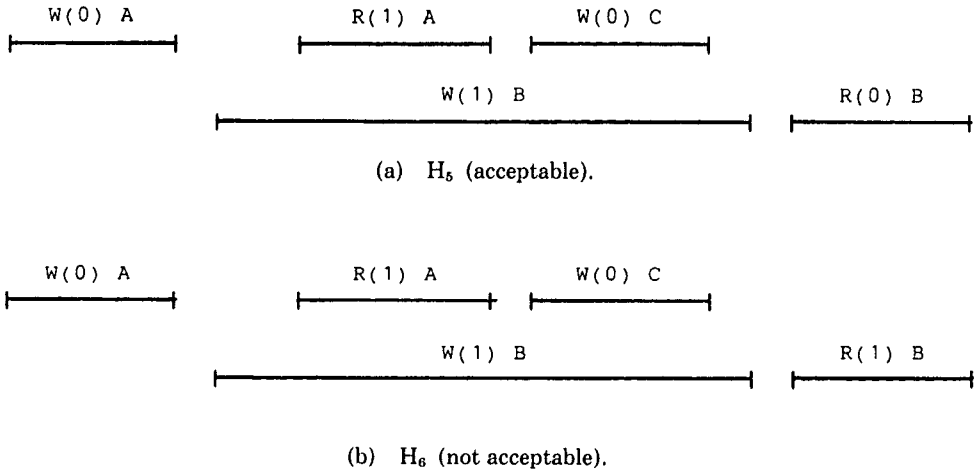 W(0) A R(1) A W(0) C
W(1) B R(0) B
(a) H₅ (acceptable).
W(0) A R(1) A W(0) C
W(1) B R(1) B
(b) H₆ (not acceptable).